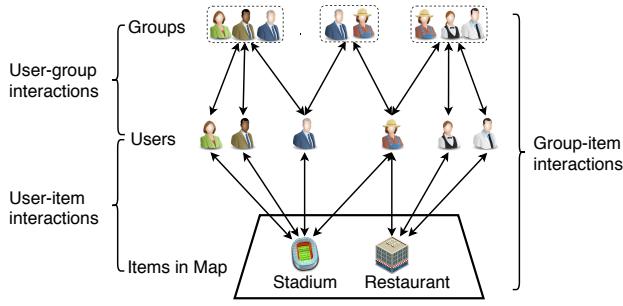 Groups
User-group
interactions
Users
Group-item
interactions
User-item
interactions
Items in Map
Stadium
Restaurant